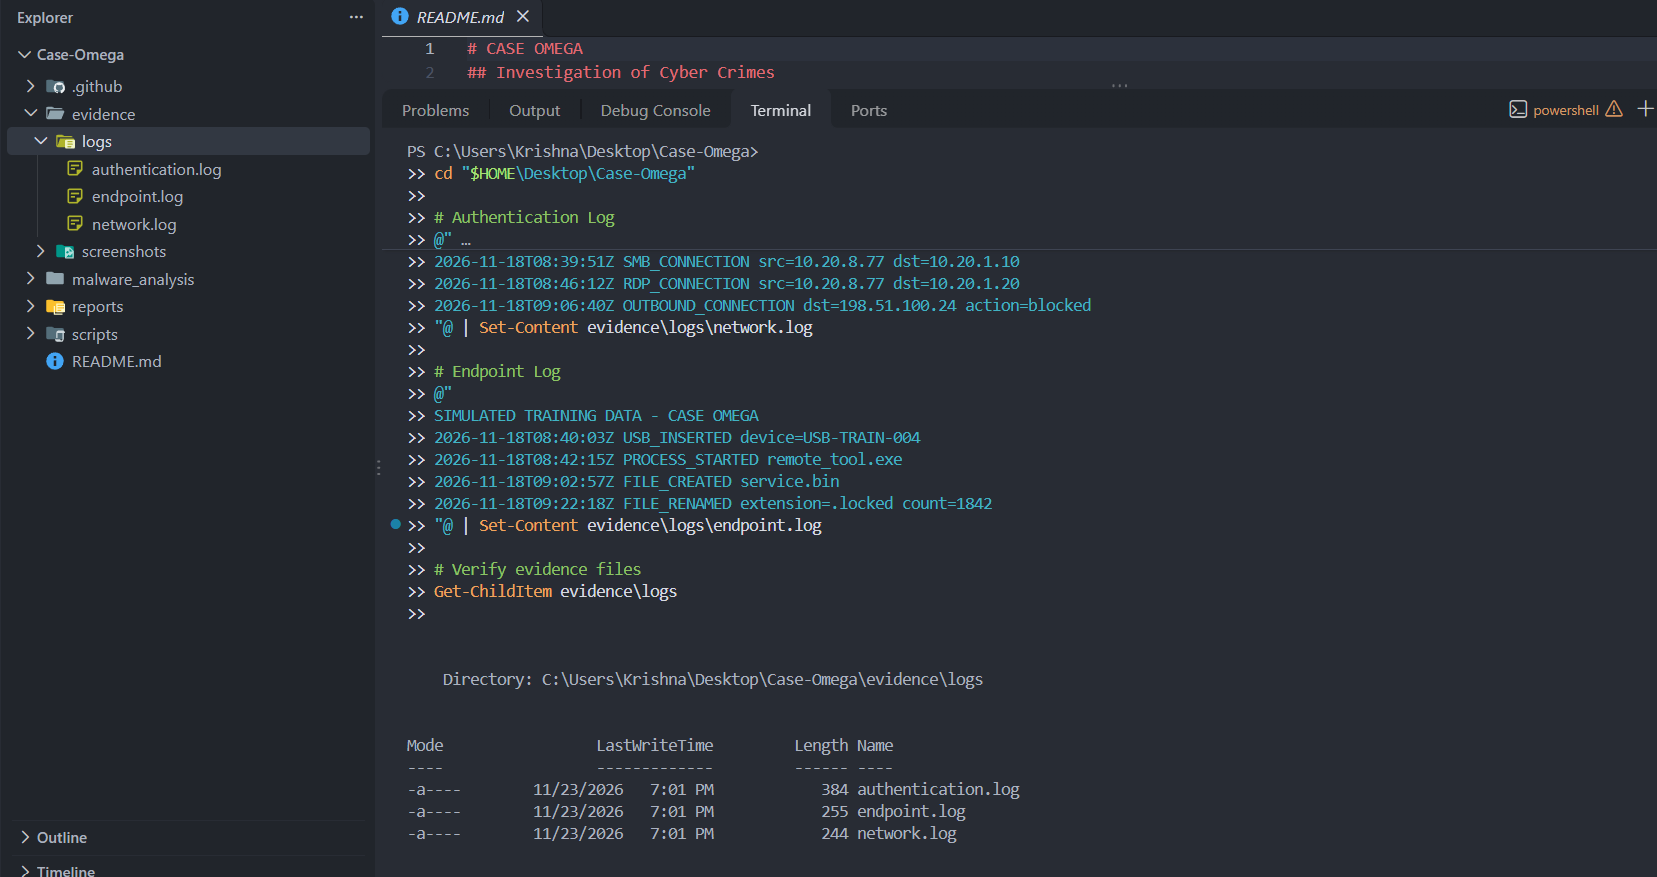 Explorer ...
Case-Omega
.github
evidence
logs
authentication.log
endpoint.log
network.log
screenshots
malware_analysis
reports
scripts
README.md
Outline
Timeline
README.md
1 # CASE OMEGA
2 ## Investigation of Cyber Crimes
Problems Output Debug Console Terminal Ports
powershell
PS C:\Users\Krishna\Desktop\Case-Omega>
>> cd "$HOME\Desktop\Case-Omega"
>>
>> # Authentication Log
>> @" …
>> 2026-11-18T08:39:51Z SMB_CONNECTION src=10.20.8.77 dst=10.20.1.10
>> 2026-11-18T08:46:12Z RDP_CONNECTION src=10.20.8.77 dst=10.20.1.20
>> 2026-11-18T09:06:40Z OUTBOUND_CONNECTION dst=198.51.100.24 action=blocked
>> "@ | Set-Content evidence\logs\network.log
>>
>> # Endpoint Log
>> @"
>> SIMULATED TRAINING DATA - CASE OMEGA
>> 2026-11-18T08:40:03Z USB_INSERTED device=USB-TRAIN-004
>> 2026-11-18T08:42:15Z PROCESS_STARTED remote_tool.exe
>> 2026-11-18T09:02:57Z FILE_CREATED service.bin
>> 2026-11-18T09:22:18Z FILE_RENAMED extension=.locked count=1842
>> "@ | Set-Content evidence\logs\endpoint.log
>>
>> # Verify evidence files
>> Get-ChildItem evidence\logs
>>
Directory: C:\Users\Krishna\Desktop\Case-Omega\evidence\logs
Mode LastWriteTime Length Name
---- ------------- ------ ----
-a---- 11/23/2026 7:01 PM 384 authentication.log
-a---- 11/23/2026 7:01 PM 255 endpoint.log
-a---- 11/23/2026 7:01 PM 244 network.log